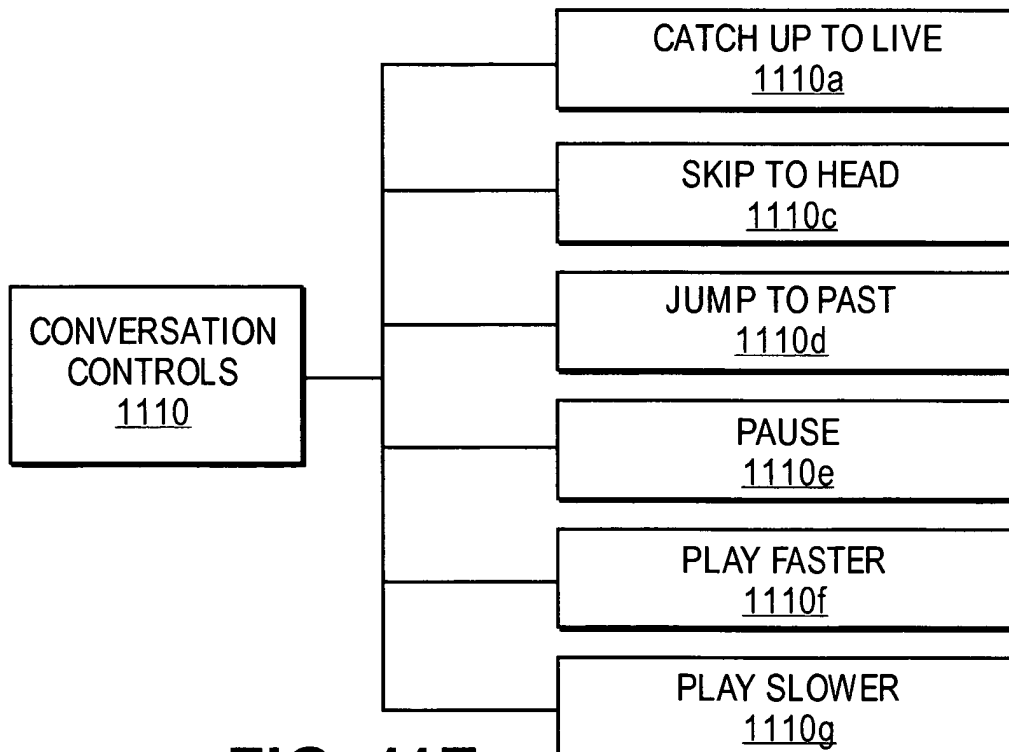 CATCH UP TO LIVE
1110a
SKIP TO HEAD
1110c
JUMP TO PAST
1110d
CONVERSATION
CONTROLS
1110
PAUSE
1110e
PLAY FASTER
1110f
PLAY SLOWER
1110g